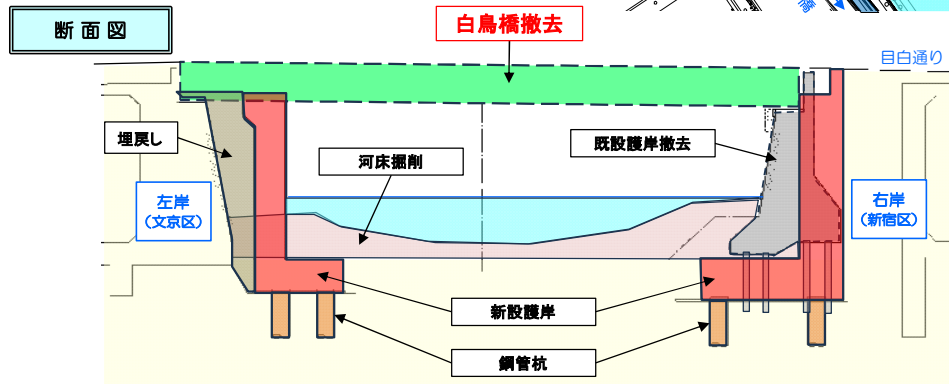 断面図
白鳥橋撤去
橋
目白通り
埋戻し
河床掘削
既設護岸撤去
左岸
(文京区)
右岸
(新宿区)
新設護岸
鋼管杭